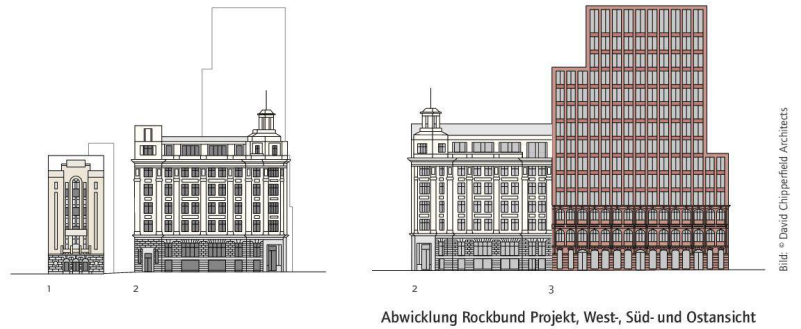 1
2
2
3
Abwicklung Rockbund Projekt, West-, Süd- und Ostansicht
Bild: © David Chipperfield Architects